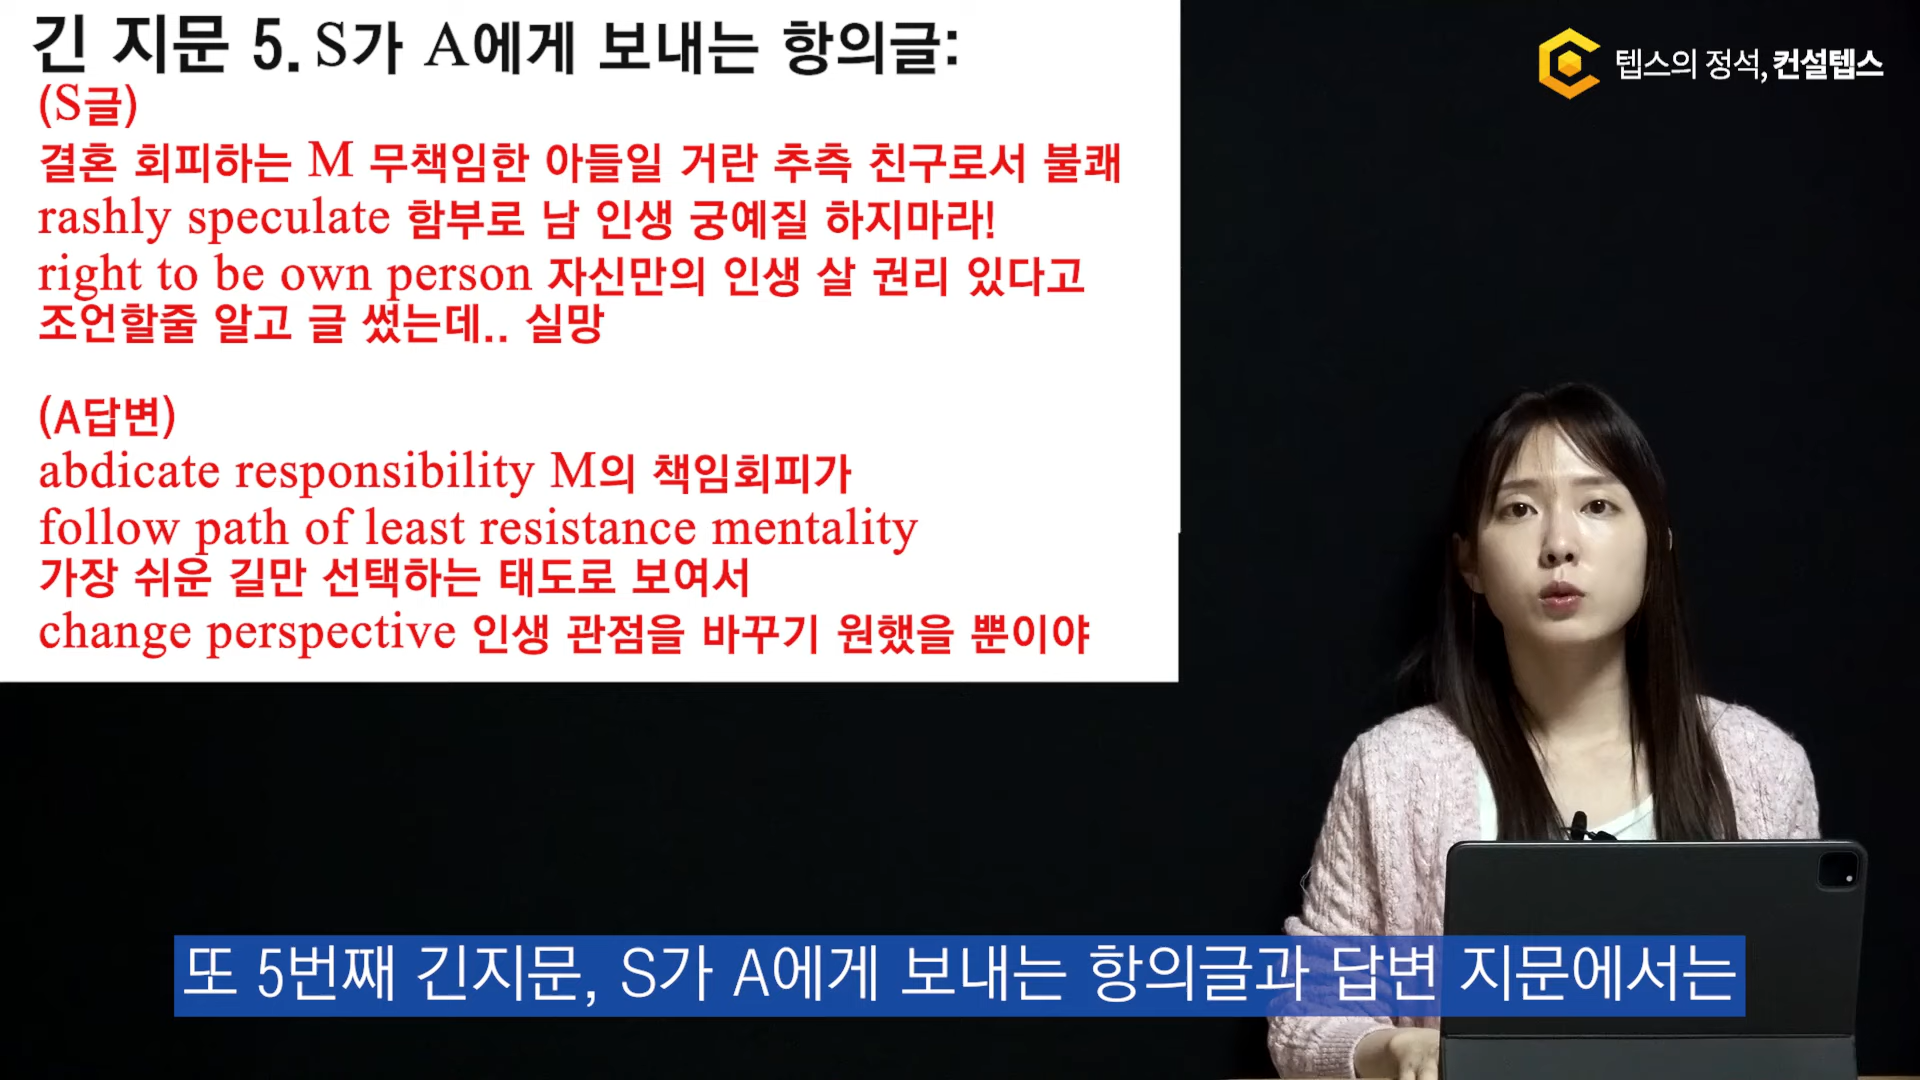 긴 지문 5. S가 A에게 보내는 항의글:
(S글)
결혼 회피하는 M 무책임한 아들일 거란 추측 친구로서 불쾌
rashly speculate 함부로 남 인생 궁예질 하지마라!
right to be own person 자신만의 인생 살 권리 있다고
조언할줄 알고 글 썼는데.. 실망
(A답변)
abdicate responsibility M의 책임회피가
follow path of least resistance mentality
가장 쉬운 길만 선택하는 태도로 보여서
change perspective 인생 관점을 바꾸기 원했을 뿐이야
텝스의 정석, 컨설텝스
또 5번째 긴지문, S가 A에게 보내는 항의글과 답변 지문에서는